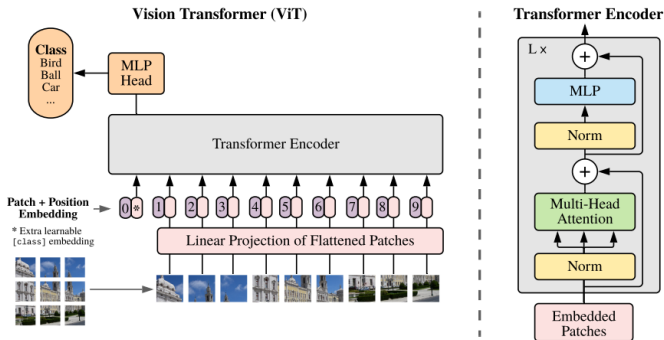 Vision Transformer (ViT)
Class
Bird
Ball
Car
...
MLP
Head
Transformer Encoder
Patch + Position
Embedding
0 * 1 2 3 4 5 6 7 8 9
* Extra learnable
[class] embedding
Linear Projection of Flattened Patches
Transformer Encoder
L ×
+
MLP
Norm
+
Multi-Head
Attention
Norm
Embedded
Patches